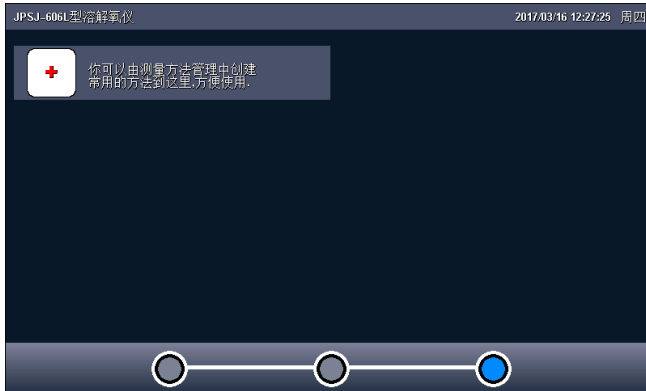 JPSJ-606L型溶解氧仪
2017/03/16 12:27:25 周四
你可以由测量方法管理中创建
常用的方法到这里,方便使用.